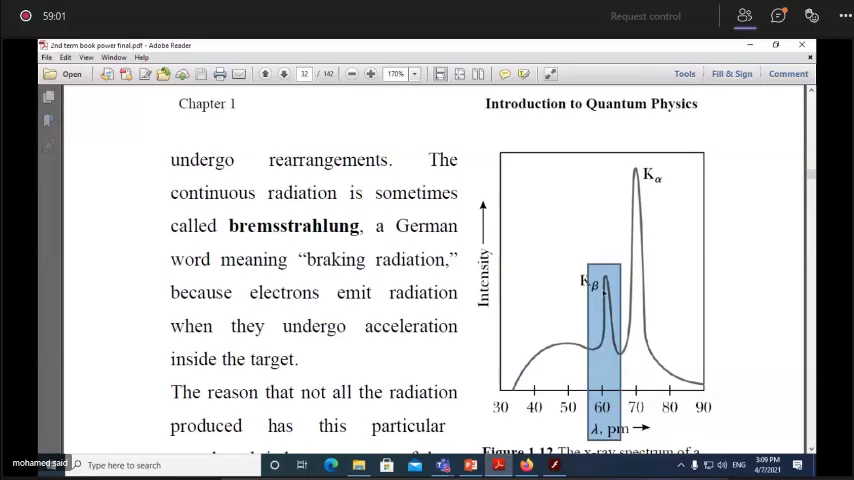 59:01
Request control
2nd term book power final.pdf - Adobe Reader
File Edit View Window Help
Open
32 / 142
170%
Tools
Fill & Sign
Comment
Chapter 1
Introduction to Quantum Physics
undergo rearrangements. The
continuous radiation is sometimes
called bremsstrahlung, a German
word meaning “braking radiation,”
because electrons emit radiation
when they undergo acceleration
inside the target.
The reason that not all the radiation
produced has this particular
Kα
Kβ
Intensity
30 40 50 60 70 80 90
λ, pm
Figure 1.12 The x-ray spectrum of a
mohamed said
Type here to search
ENG
3:09 PM
4/7/2021